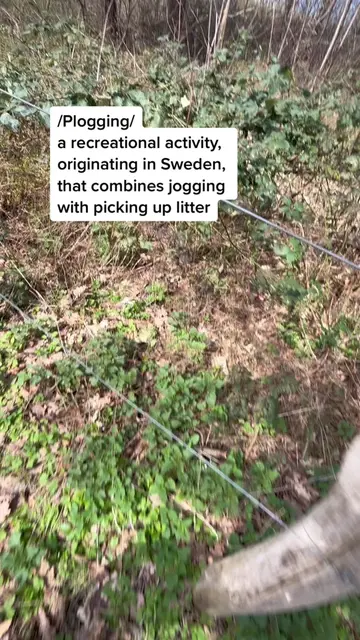 /Plogging/
a recreational activity,
originating in Sweden,
that combines jogging
with picking up litter